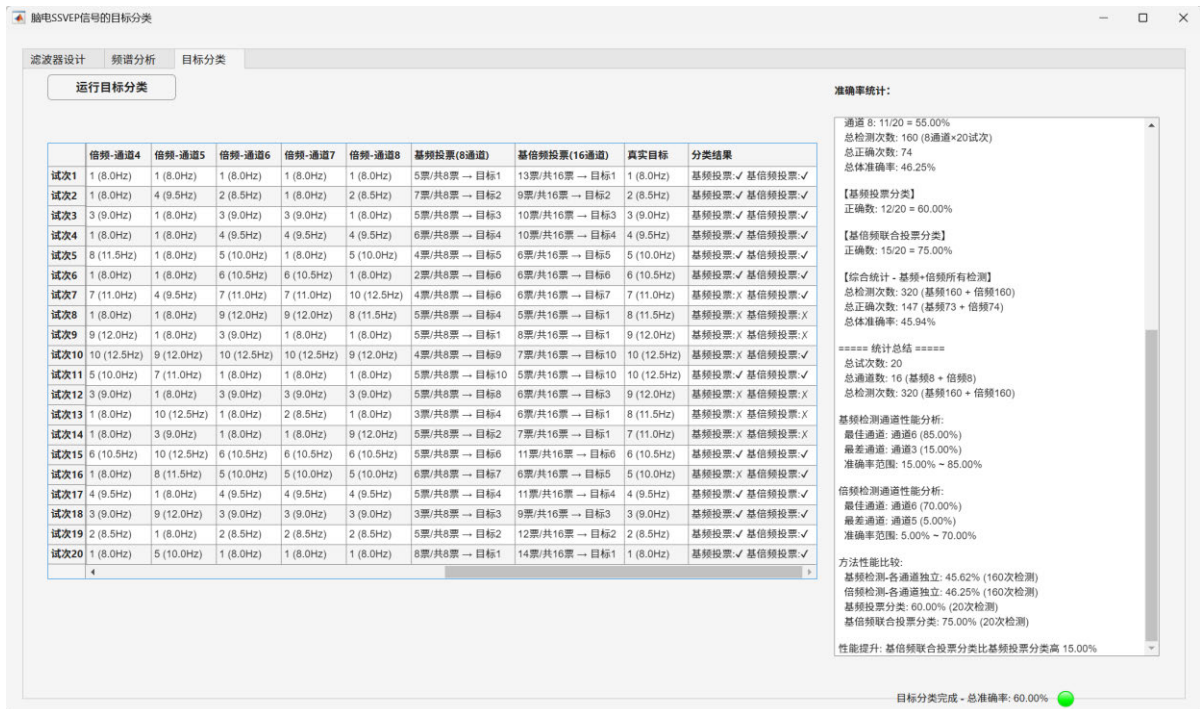 脑电SSVEP信号的目标分类
滤波器设计 频谱分析 目标分类
运行目标分类
倍频-通道4 倍频-通道5 倍频-通道6 倍频-通道7 倍频-通道8 基频投票(8通道) 基倍频投票(16通道) 真实目标 分类结果
试次1 1 (8.0Hz) 1 (8.0Hz) 1 (8.0Hz) 1 (8.0Hz) 1 (8.0Hz) 5票/共8票 → 目标1 13票/共16票 → 目标1 1 (8.0Hz) 基频投票:✓ 基倍频投票:✓
试次2 1 (8.0Hz) 4 (9.5Hz) 2 (8.5Hz) 1 (8.0Hz) 2 (8.5Hz) 7票/共8票 → 目标2 9票/共16票 → 目标2 2 (8.5Hz) 基频投票:✓ 基倍频投票:✓
试次3 3 (9.0Hz) 1 (8.0Hz) 3 (9.0Hz) 3 (9.0Hz) 1 (8.0Hz) 5票/共8票 → 目标3 10票/共16票 → 目标3 3 (9.0Hz) 基频投票:✓ 基倍频投票:✓
试次4 1 (8.0Hz) 1 (8.0Hz) 4 (9.5Hz) 4 (9.5Hz) 4 (9.5Hz) 6票/共8票 → 目标4 10票/共16票 → 目标4 4 (9.5Hz) 基频投票:✓ 基倍频投票:✓
试次5 8 (11.5Hz) 1 (8.0Hz) 5 (10.0Hz) 1 (8.0Hz) 5 (10.0Hz) 4票/共8票 → 目标5 6票/共16票 → 目标5 5 (10.0Hz) 基频投票:✓ 基倍频投票:✓
试次6 1 (8.0Hz) 1 (8.0Hz) 6 (10.5Hz) 6 (10.5Hz) 1 (8.0Hz) 2票/共8票 → 目标6 6票/共16票 → 目标6 6 (10.5Hz) 基频投票:✓ 基倍频投票:✓
试次7 7 (11.0Hz) 4 (9.5Hz) 7 (11.0Hz) 7 (11.0Hz) 10 (12.5Hz) 4票/共8票 → 目标6 6票/共16票 → 目标7 7 (11.0Hz) 基频投票:✗ 基倍频投票:✓
试次8 1 (8.0Hz) 1 (8.0Hz) 9 (12.0Hz) 9 (12.0Hz) 8 (11.5Hz) 5票/共8票 → 目标4 5票/共16票 → 目标1 8 (11.5Hz) 基频投票:✗ 基倍频投票:✗
试次9 9 (12.0Hz) 1 (8.0Hz) 3 (9.0Hz) 1 (8.0Hz) 1 (8.0Hz) 5票/共8票 → 目标1 8票/共16票 → 目标1 9 (12.0Hz) 基频投票:✗ 基倍频投票:✗
试次10 10 (12.5Hz) 9 (12.0Hz) 10 (12.5Hz) 10 (12.5Hz) 9 (12.0Hz) 4票/共8票 → 目标9 7票/共16票 → 目标10 10 (12.5Hz) 基频投票:✗ 基倍频投票:✓
试次11 5 (10.0Hz) 7 (11.0Hz) 1 (8.0Hz) 1 (8.0Hz) 1 (8.0Hz) 5票/共8票 → 目标10 5票/共16票 → 目标10 10 (12.5Hz) 基频投票:✓ 基倍频投票:✓
试次12 3 (9.0Hz) 1 (8.0Hz) 3 (9.0Hz) 3 (9.0Hz) 3 (9.0Hz) 5票/共8票 → 目标8 6票/共16票 → 目标3 9 (12.0Hz) 基频投票:✗ 基倍频投票:✗
试次13 1 (8.0Hz) 10 (12.5Hz) 1 (8.0Hz) 2 (8.5Hz) 1 (8.0Hz) 3票/共8票 → 目标4 6票/共16票 → 目标1 8 (11.5Hz) 基频投票:✗ 基倍频投票:✗
试次14 1 (8.0Hz) 3 (9.0Hz) 1 (8.0Hz) 1 (8.0Hz) 9 (12.0Hz) 5票/共8票 → 目标2 7票/共16票 → 目标1 7 (11.0Hz) 基频投票:✗ 基倍频投票:✗
试次15 6 (10.5Hz) 10 (12.5Hz) 6 (10.5Hz) 6 (10.5Hz) 6 (10.5Hz) 5票/共8票 → 目标6 11票/共16票 → 目标6 6 (10.5Hz) 基频投票:✓ 基倍频投票:✓
试次16 1 (8.0Hz) 8 (11.5Hz) 5 (10.0Hz) 5 (10.0Hz) 5 (10.0Hz) 6票/共8票 → 目标7 6票/共16票 → 目标5 5 (10.0Hz) 基频投票:✗ 基倍频投票:✓
试次17 4 (9.5Hz) 1 (8.0Hz) 4 (9.5Hz) 4 (9.5Hz) 4 (9.5Hz) 5票/共8票 → 目标4 11票/共16票 → 目标4 4 (9.5Hz) 基频投票:✓ 基倍频投票:✓
试次18 3 (9.0Hz) 9 (12.0Hz) 3 (9.0Hz) 3 (9.0Hz) 3 (9.0Hz) 3票/共8票 → 目标3 9票/共16票 → 目标3 3 (9.0Hz) 基频投票:✓ 基倍频投票:✓
试次19 2 (8.5Hz) 1 (8.0Hz) 2 (8.5Hz) 2 (8.5Hz) 2 (8.5Hz) 5票/共8票 → 目标2 12票/共16票 → 目标2 2 (8.5Hz) 基频投票:✓ 基倍频投票:✓
试次20 1 (8.0Hz) 5 (10.0Hz) 1 (8.0Hz) 1 (8.0Hz) 1 (8.0Hz) 8票/共8票 → 目标1 14票/共16票 → 目标1 1 (8.0Hz) 基频投票:✓ 基倍频投票:✓
准确率统计:
通道 8: 11/20 = 55.00%
总检测次数: 160 (8通道×20试次)
总正确次数: 74
总体准确率: 46.25%
【基频投票分类】
正确数: 12/20 = 60.00%
【基倍频联合投票分类】
正确数: 15/20 = 75.00%
【综合统计 - 基频+倍频所有检测】
总检测次数: 320 (基频160 + 倍频160)
总正确次数: 147 (基频73 + 倍频74)
总体准确率: 45.94%
===== 统计总结 =====
总试次数: 20
总通道数: 16 (基频8 + 倍频8)
总检测次数: 320 (基频160 + 倍频160)
基频检测通道性能分析:
最佳通道: 通道6 (85.00%)
最差通道: 通道3 (15.00%)
准确率范围: 15.00% ~ 85.00%
倍频检测通道性能分析:
最佳通道: 通道6 (70.00%)
最差通道: 通道5 (5.00%)
准确率范围: 5.00% ~ 70.00%
方法性能比较:
基频检测-各通道独立: 45.62% (160次检测)
倍频检测-各通道独立: 46.25% (160次检测)
基频投票分类: 60.00% (20次检测)
基倍频联合投票分类: 75.00% (20次检测)
性能提升: 基倍频联合投票分类比基频投票分类高 15.00%
目标分类完成 - 总准确率: 60.00%